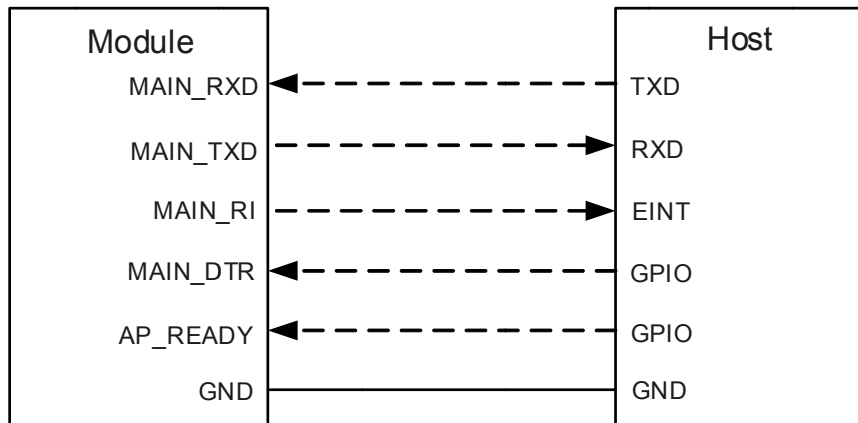 Module Host
MAIN_RXD TXD
MAIN_TXD RXD
MAIN_RI EINT
MAIN_DTR GPIO
AP_READY GPIO
GND GND